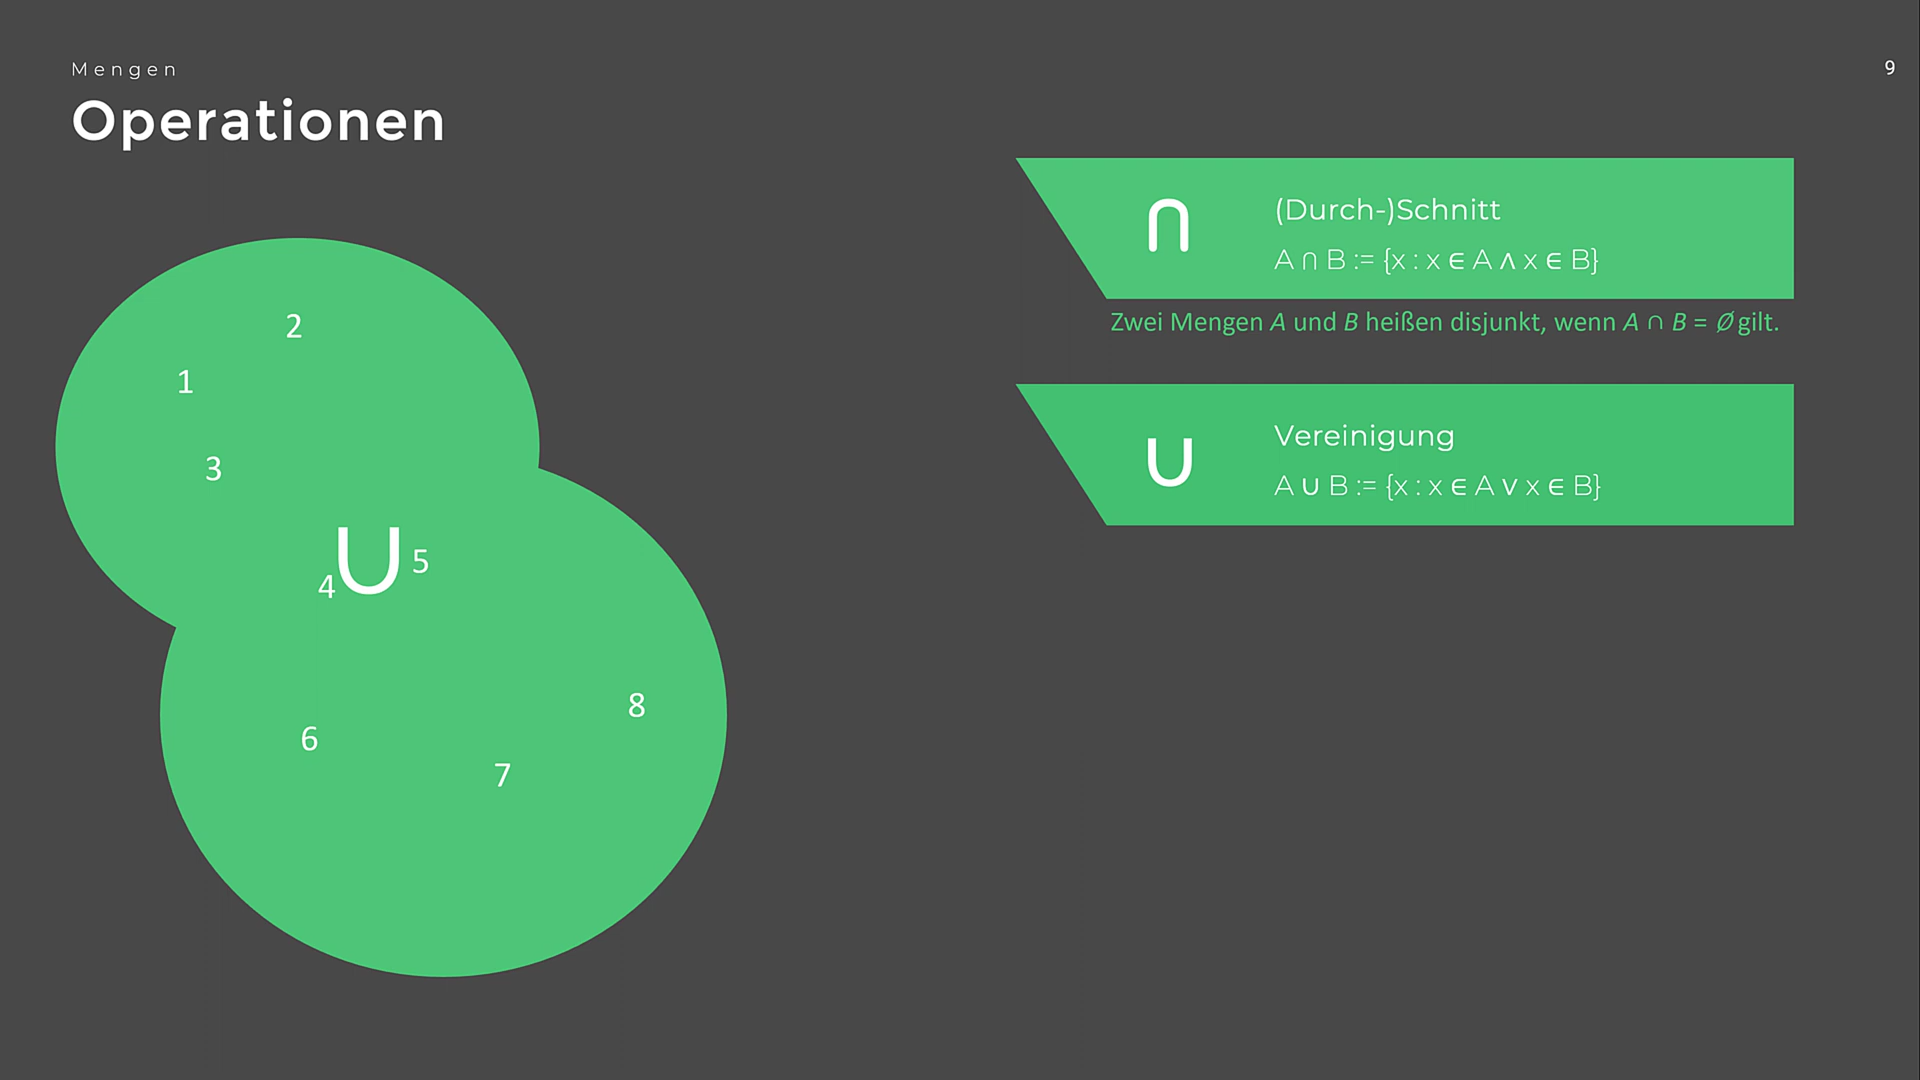 Mengen
9
Operationen
2
1
3
∪
5
4
8
6
7
∩
(Durch-)Schnitt
A ∩ B := {x : x ∈ A ∧ x ∈ B}
Zwei Mengen A und B heißen disjunkt, wenn A ∩ B = Ø gilt.
∪
Vereinigung
A ∪ B := {x : x ∈ A ∨ x ∈ B}